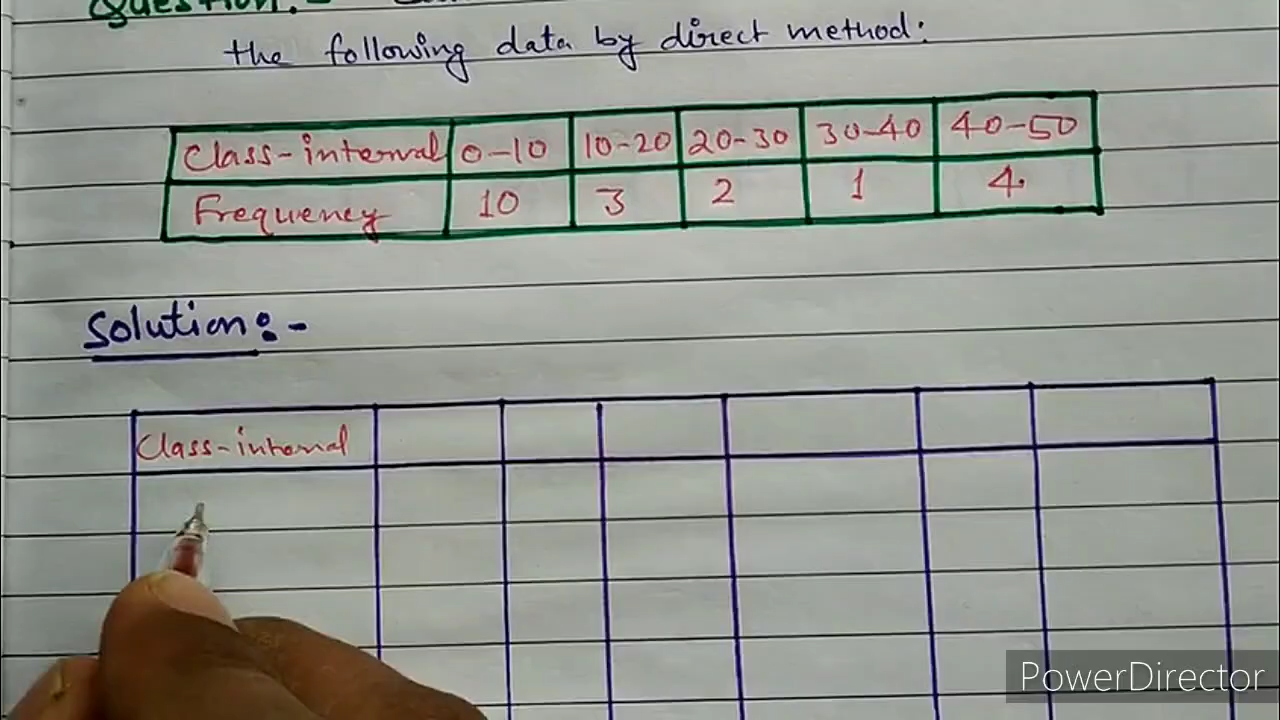 Question:-
the following data by direct method:
Class-interval 0-10 10-20 20-30 30-40 40-50
Frequency 10 3 2 1 4.
Solution:-
Class-interval
PowerDirector